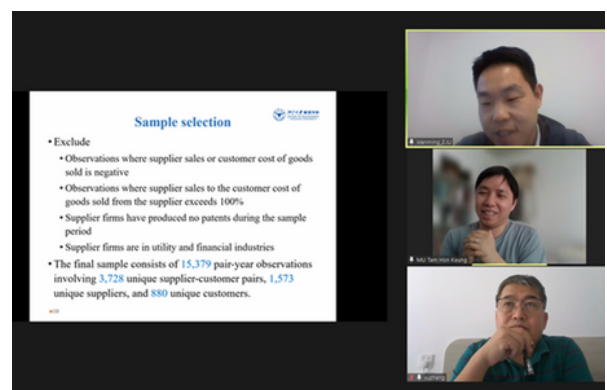 Sample selection
• Exclude
• Observations where supplier sales or customer cost of goods
sold is negative
• Observations where supplier sales to the customer cost of
goods sold from the supplier exceeds 100%
• Supplier firms have produced no patents during the sample
period
• Supplier firms are in utility and financial industries
• The final sample consists of 15,379 pair-year observations
involving 3,728 unique supplier-customer pairs, 1,573
unique suppliers, and 880 unique customers.
MU Tam Hon Keung